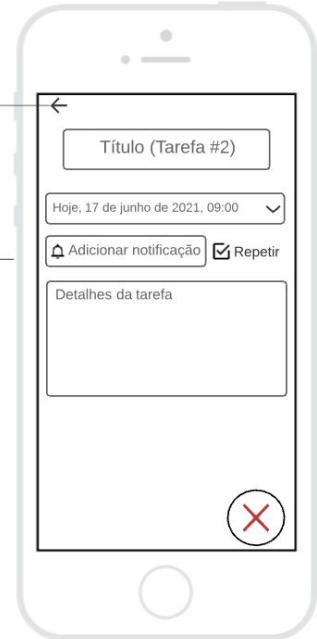 Título (Tarefa #2)
Hoje, 17 de junho de 2021, 09:00
Adicionar notificação Repetir
Detalhes da tarefa